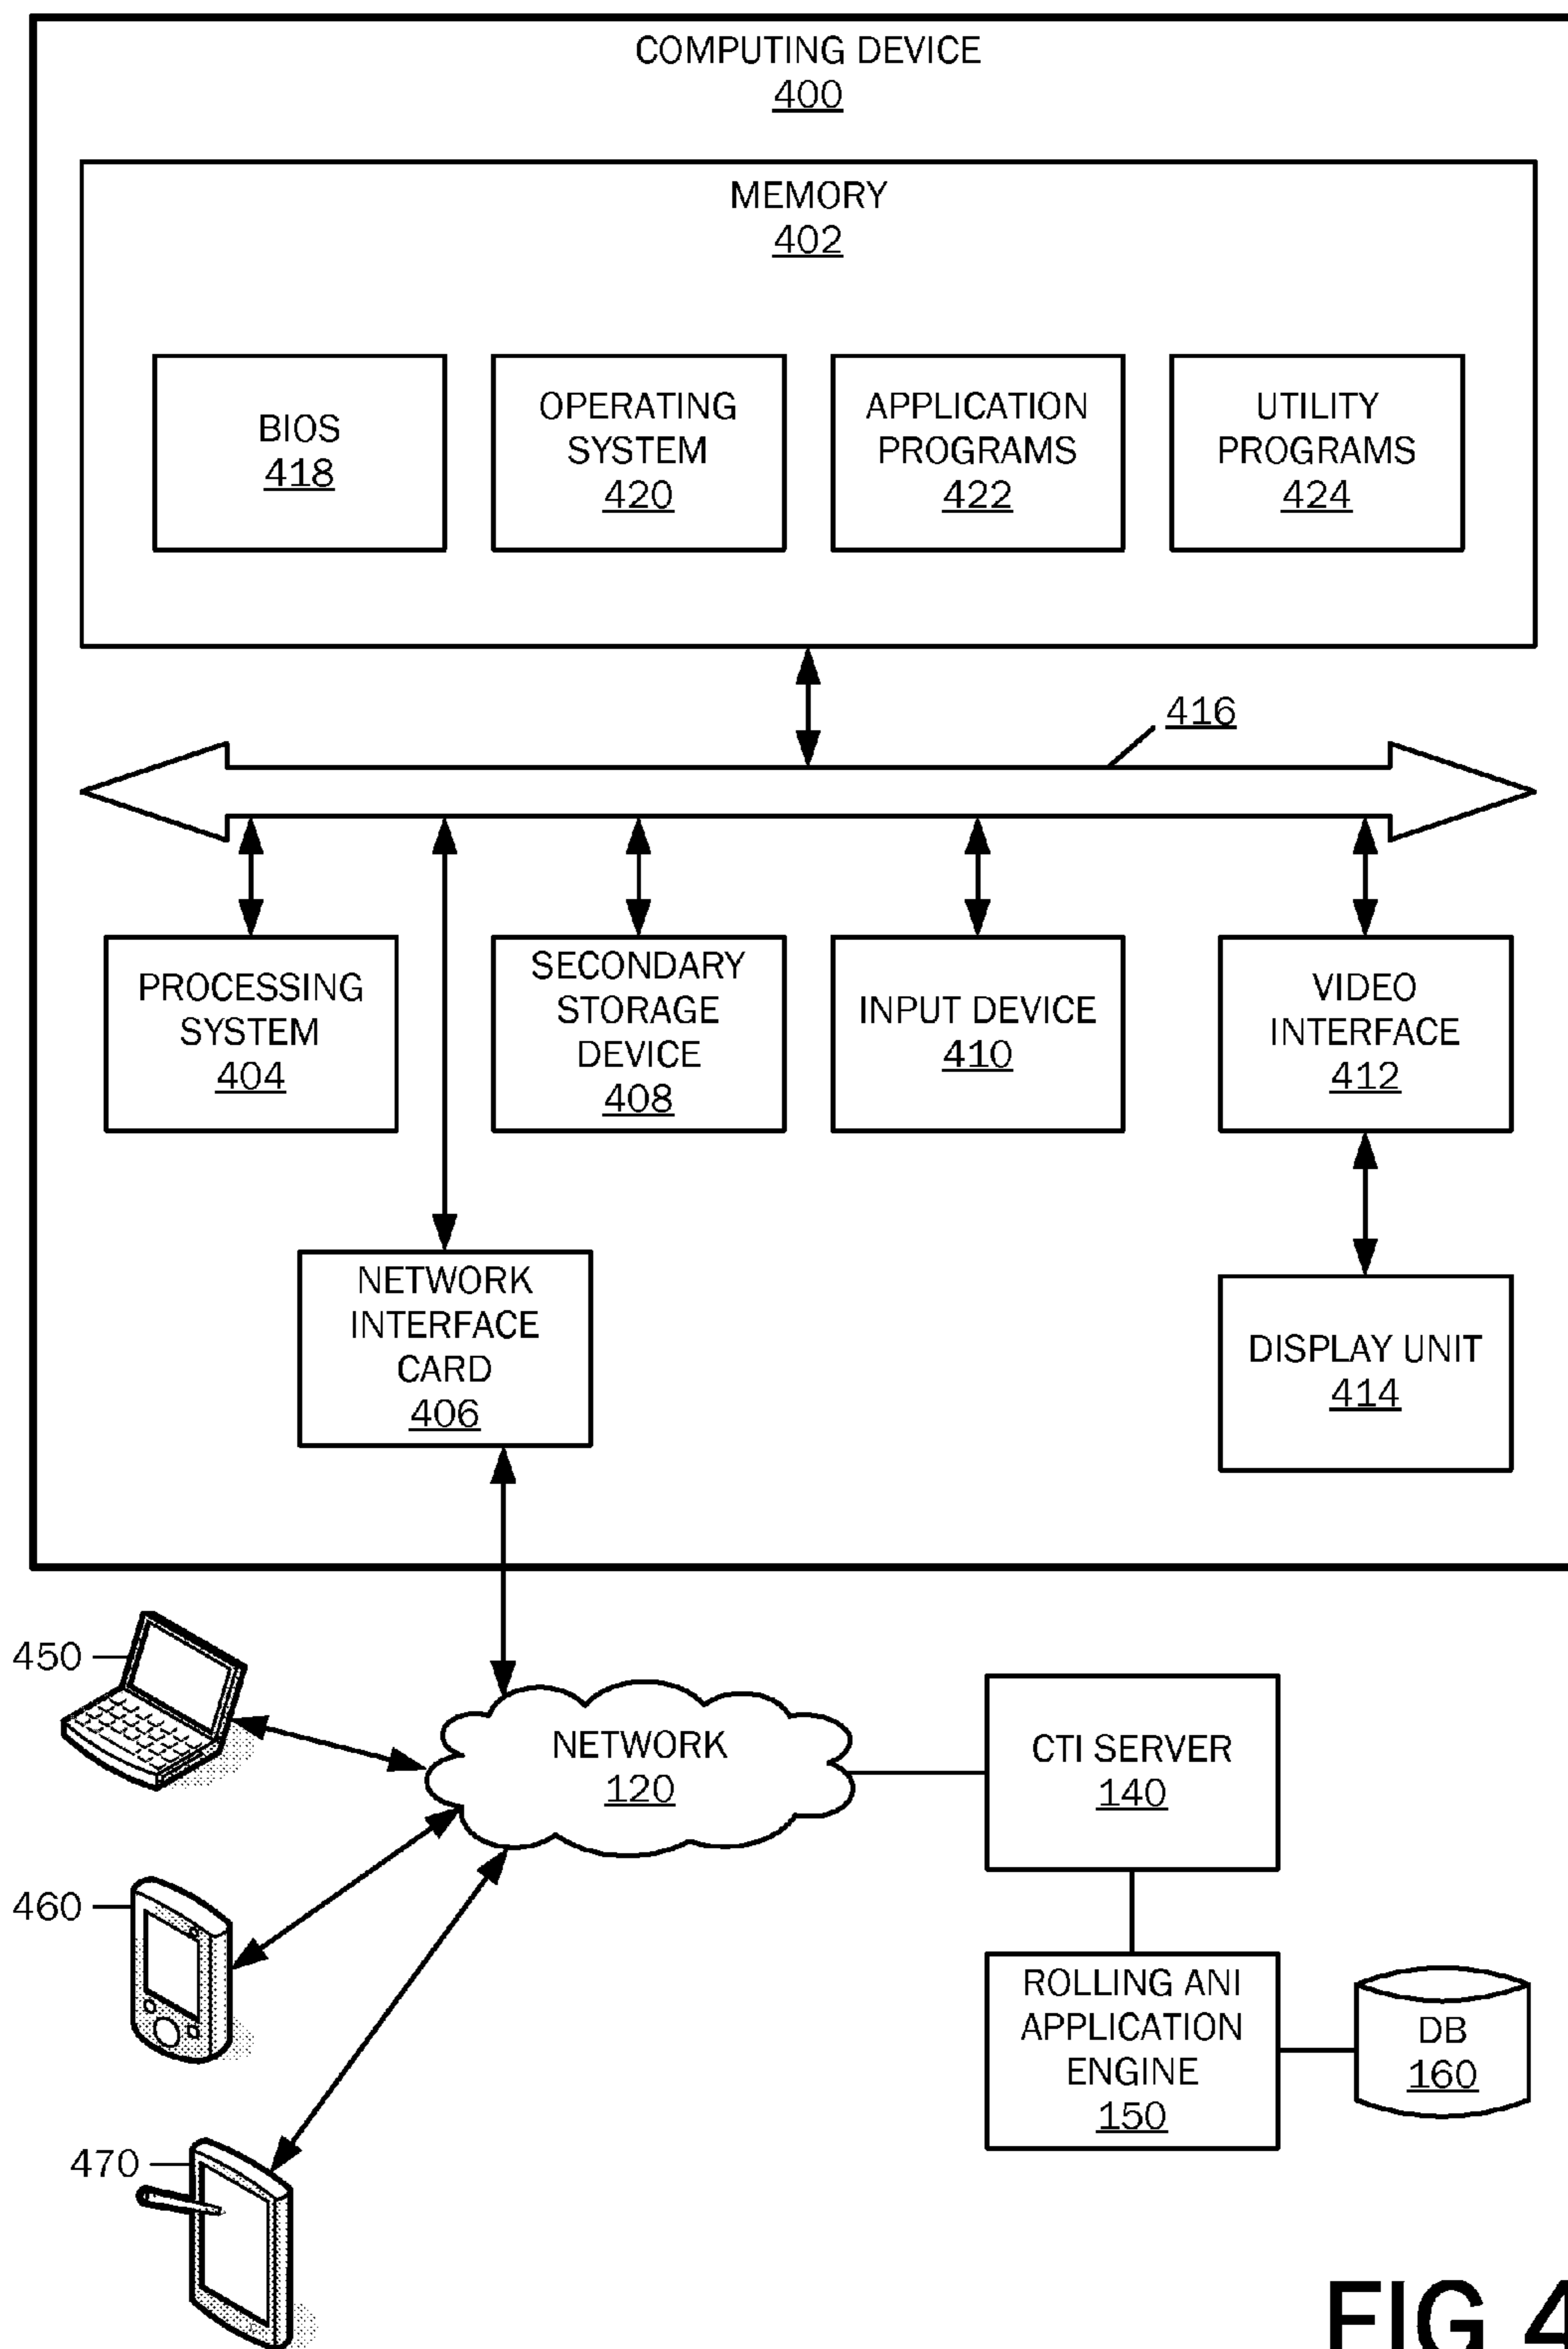 COMPUTING DEVICE
400
MEMORY
402
BIOS
418
OPERATING
SYSTEM
420
APPLICATION
PROGRAMS
422
UTILITY
PROGRAMS
424
416
PROCESSING
SYSTEM
404
SECONDARY
STORAGE
DEVICE
408
INPUT DEVICE
410
VIDEO
INTERFACE
412
NETWORK
INTERFACE
CARD
406
DISPLAY UNIT
414
450
NETWORK
120
CTI SERVER
140
460
ROLLING ANI
APPLICATION
ENGINE
150
DB
160
470
FIG 4